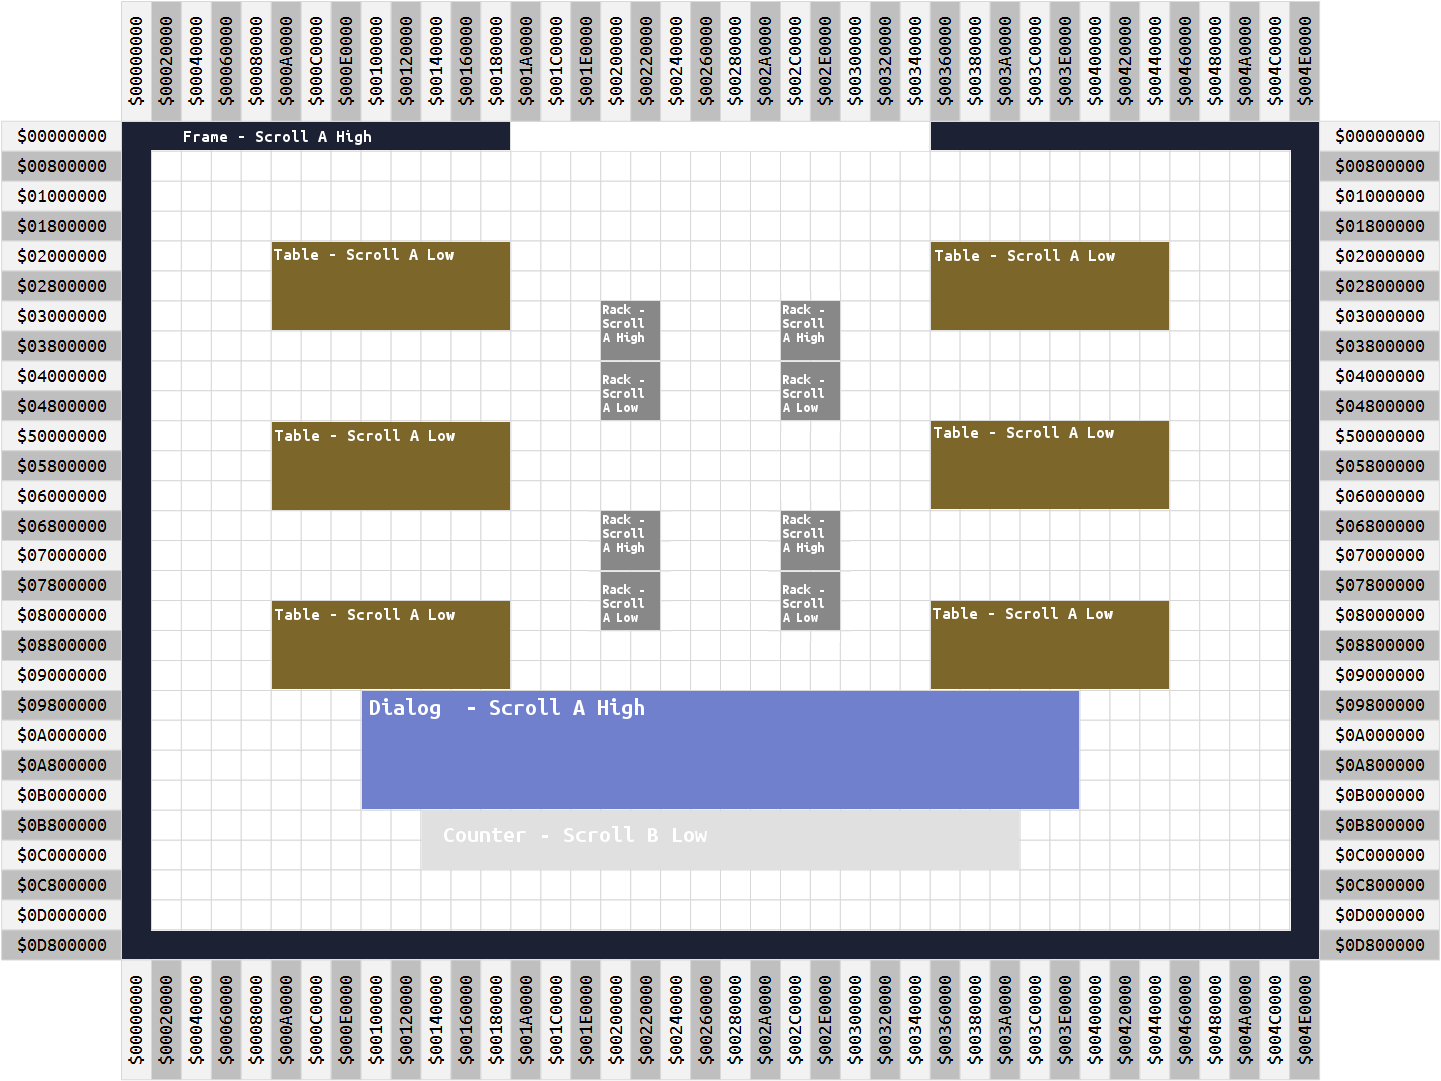 $00000000 $00020000 $00040000 $00060000 $00080000 $000A0000 $000C0000 $000E0000 $00100000 $00120000 $00140000 $00160000 $00180000 $001A0000 $001C0000 $001E0000 $00200000 $00220000 $00240000 $00260000 $00280000 $002A0000 $002C0000 $002E0000 $00300000 $00320000 $00340000 $00360000 $00380000 $003A0000 $003C0000 $003E0000 $00400000 $00420000 $00440000 $00460000 $00480000 $004A0000 $004C0000 $004E0000
$00000000 Frame - Scroll A High $00000000
$00800000 $00800000
$01000000 $01000000
$01800000 $01800000
$02000000 Table - Scroll A Low Table - Scroll A Low $02000000
$02800000 $02800000
$03000000 $03000000
Rack -
Scroll
A High
Rack -
Scroll
A High
$03800000 $03800000
$04000000 $04000000
Rack -
Scroll
A Low
Rack -
Scroll
A Low
$04800000 $04800000
$50000000 Table - Scroll A Low Table - Scroll A Low $50000000
$05800000 $05800000
$06000000 $06000000
$06800000 $06800000
Rack -
Scroll
A High
Rack -
Scroll
A High
$07000000 $07000000
$07800000 $07800000
Rack -
Scroll
A Low
Rack -
Scroll
A Low
$08000000 Table - Scroll A Low Table - Scroll A Low $08000000
$08800000 $08800000
$09000000 $09000000
$09800000 Dialog  - Scroll A High $09800000
$0A000000 $0A000000
$0A800000 $0A800000
$0B000000 $0B000000
$0B800000 Counter - Scroll B Low $0B800000
$0C000000 $0C000000
$0C800000 $0C800000
$0D000000 $0D000000
$0D800000 $0D800000
$00000000 $00020000 $00040000 $00060000 $00080000 $000A0000 $000C0000 $000E0000 $00100000 $00120000 $00140000 $00160000 $00180000 $001A0000 $001C0000 $001E0000 $00200000 $00220000 $00240000 $00260000 $00280000 $002A0000 $002C0000 $002E0000 $00300000 $00320000 $00340000 $00360000 $00380000 $003A0000 $003C0000 $003E0000 $00400000 $00420000 $00440000 $00460000 $00480000 $004A0000 $004C0000 $004E0000